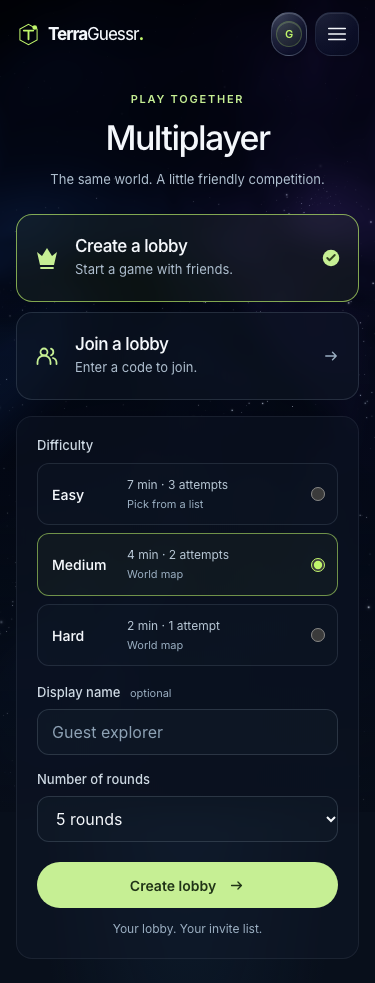 TerraGuessr.
G
PLAY TOGETHER
Multiplayer
The same world. A little friendly competition.
Create a lobby
Start a game with friends.
Join a lobby
Enter a code to join.
Difficulty
Easy
7 min · 3 attempts
Pick from a list
Medium
4 min · 2 attempts
World map
Hard
2 min · 1 attempt
World map
Display name optional
Guest explorer
Number of rounds
5 rounds
Create lobby →
Your lobby. Your invite list.